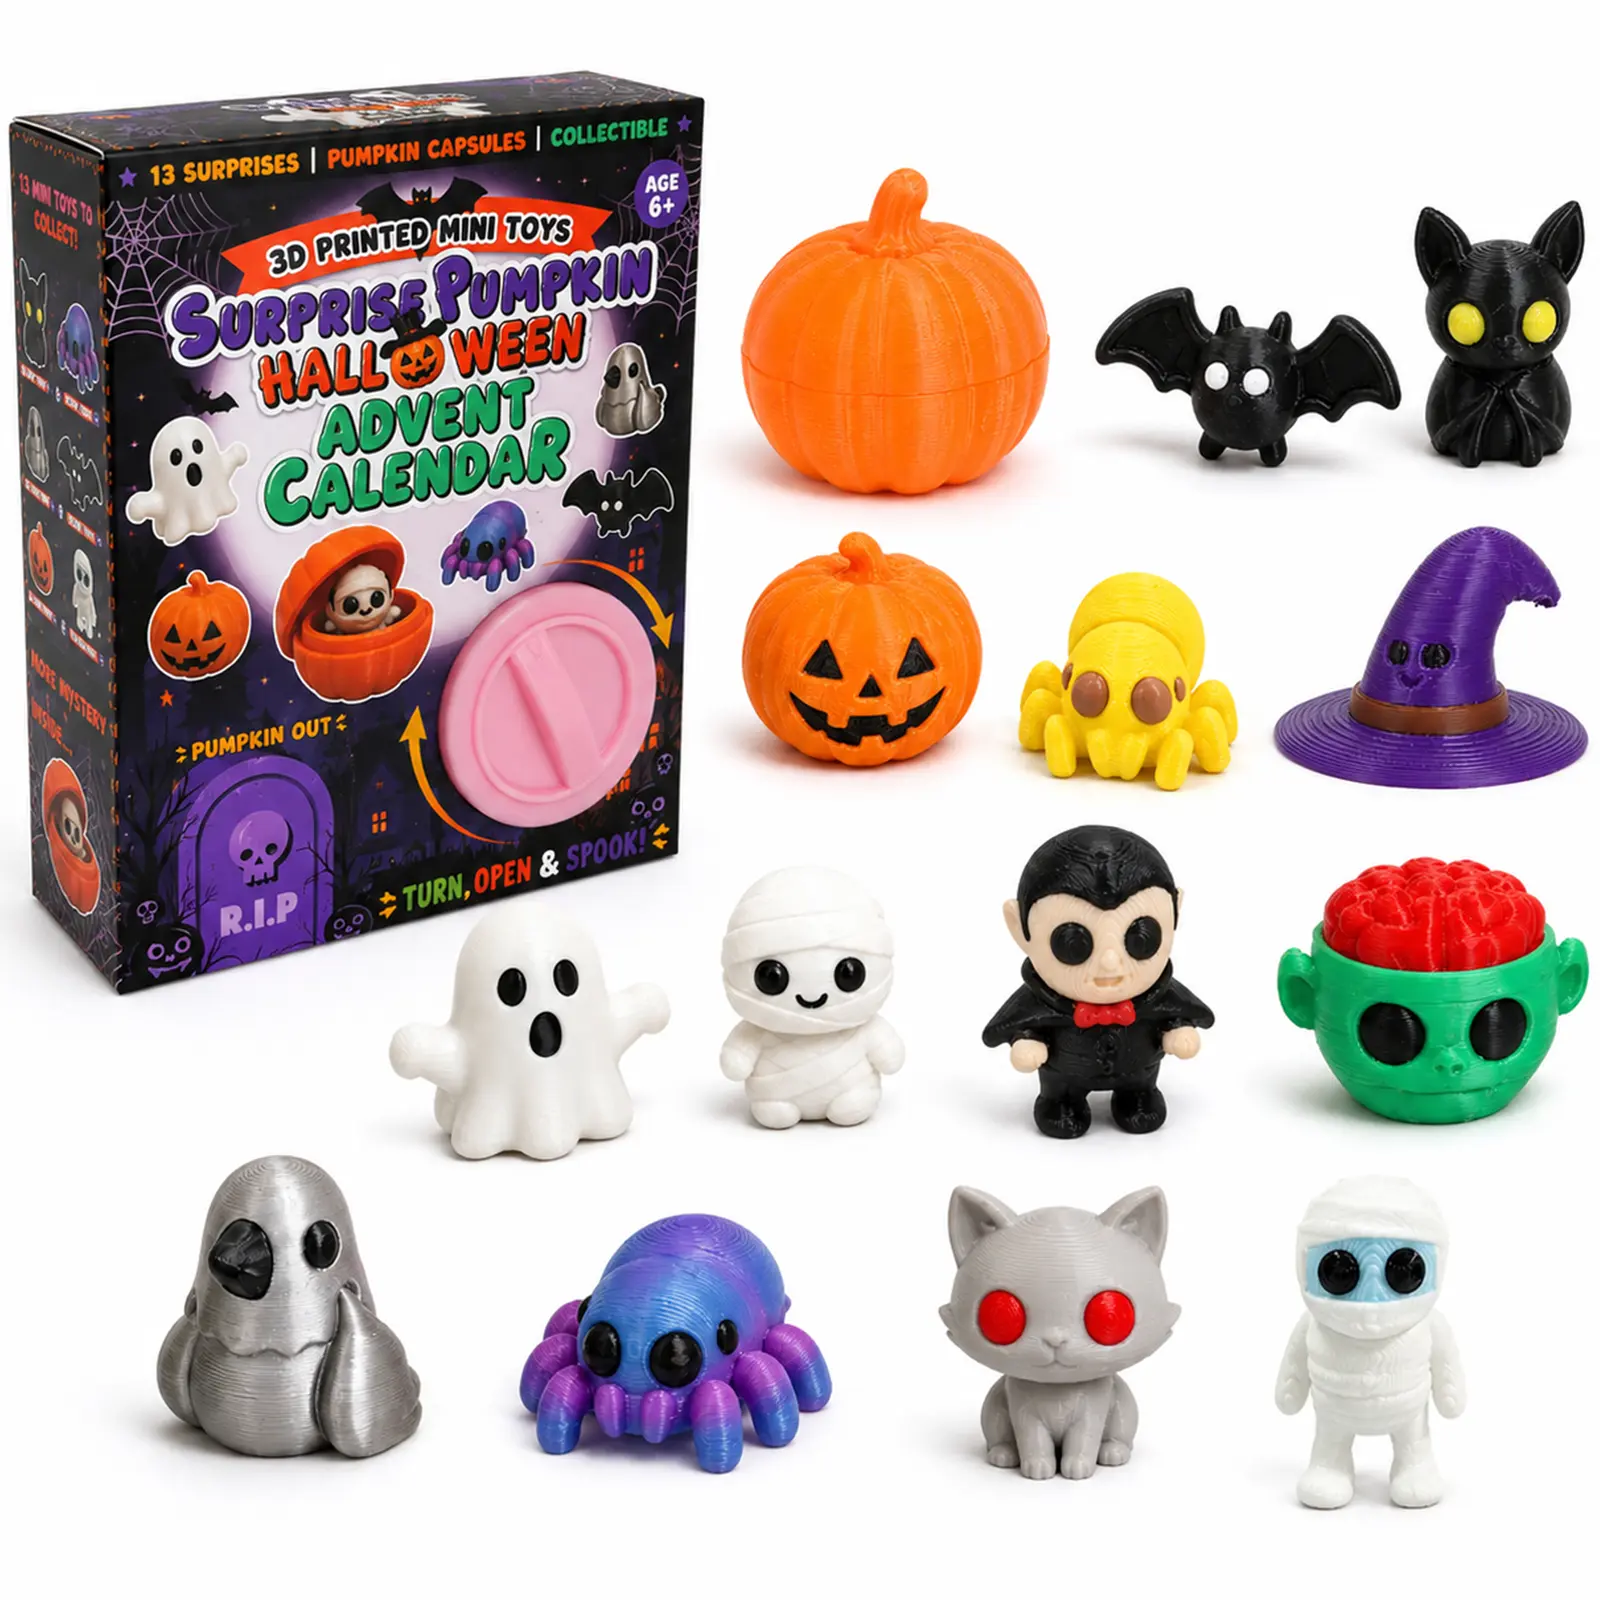 13 SURPRISES | PUMPKIN CAPSULES | COLLECTIBLE
AGE
6+
3D PRINTED MINI TOYS
SURPRISE PUMPKIN
HALLOWEEN
ADVENT
CALENDAR
PUMPKIN OUT
R.I.P
TURN, OPEN & SPOOK!
13 MINI TOYS TO
COLLECT!
MORE MYSTERY
INSIDE...